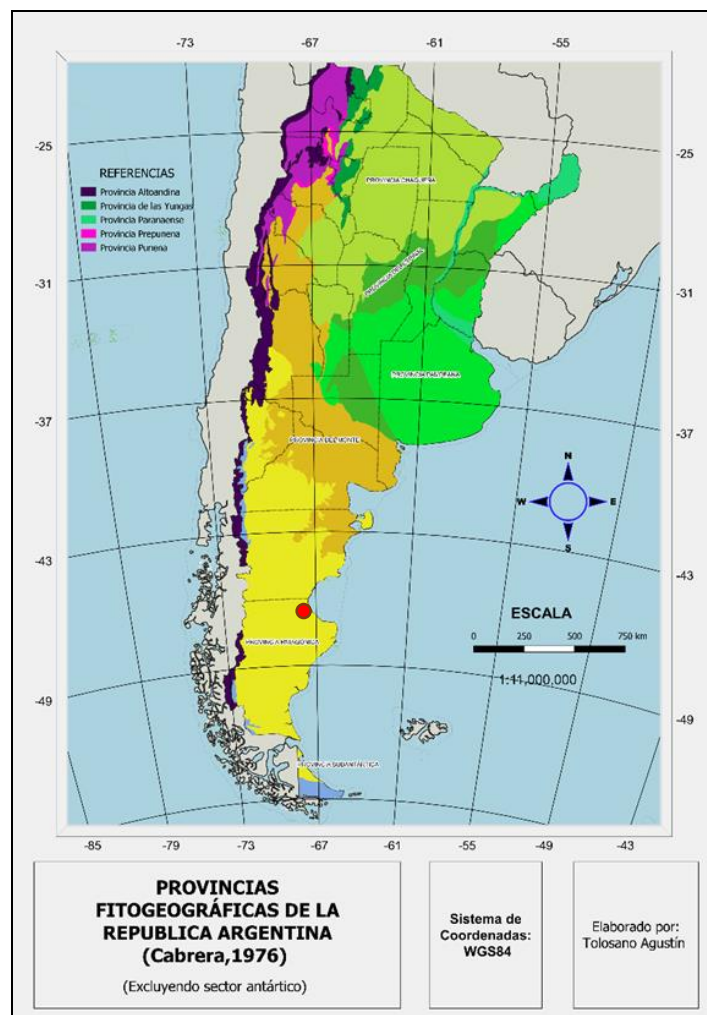 -73 -67 -61 -55
-25 -25
REFERENCIAS
Provincia Altoandina
Provincia de las Yungas
Provincia Paranaense
Provincia Prepunena
Provincia Punena
PROVINCIA CHAQUEÑA
-31 -31
PROVINCIA PAMPEANA
-37 -37
PROVINCIA DEL MONTE
N
W E
S
-43 -43
ESCALA
0 250 500 750 km
PROVINCIA PATAGONICA
1:11,000,000
-49 -49
PROVINCIA SUBANTARTICA
-85 -79 -73 -67 -61 -55 -49 -43
PROVINCIAS
FITOGEOGRÁFICAS DE LA
REPUBLICA ARGENTINA
(Cabrera,1976)
(Excluyendo sector antártico)
Sistema de
Coordenadas:
WGS84
Elaborado por:
Tolosano Agustín